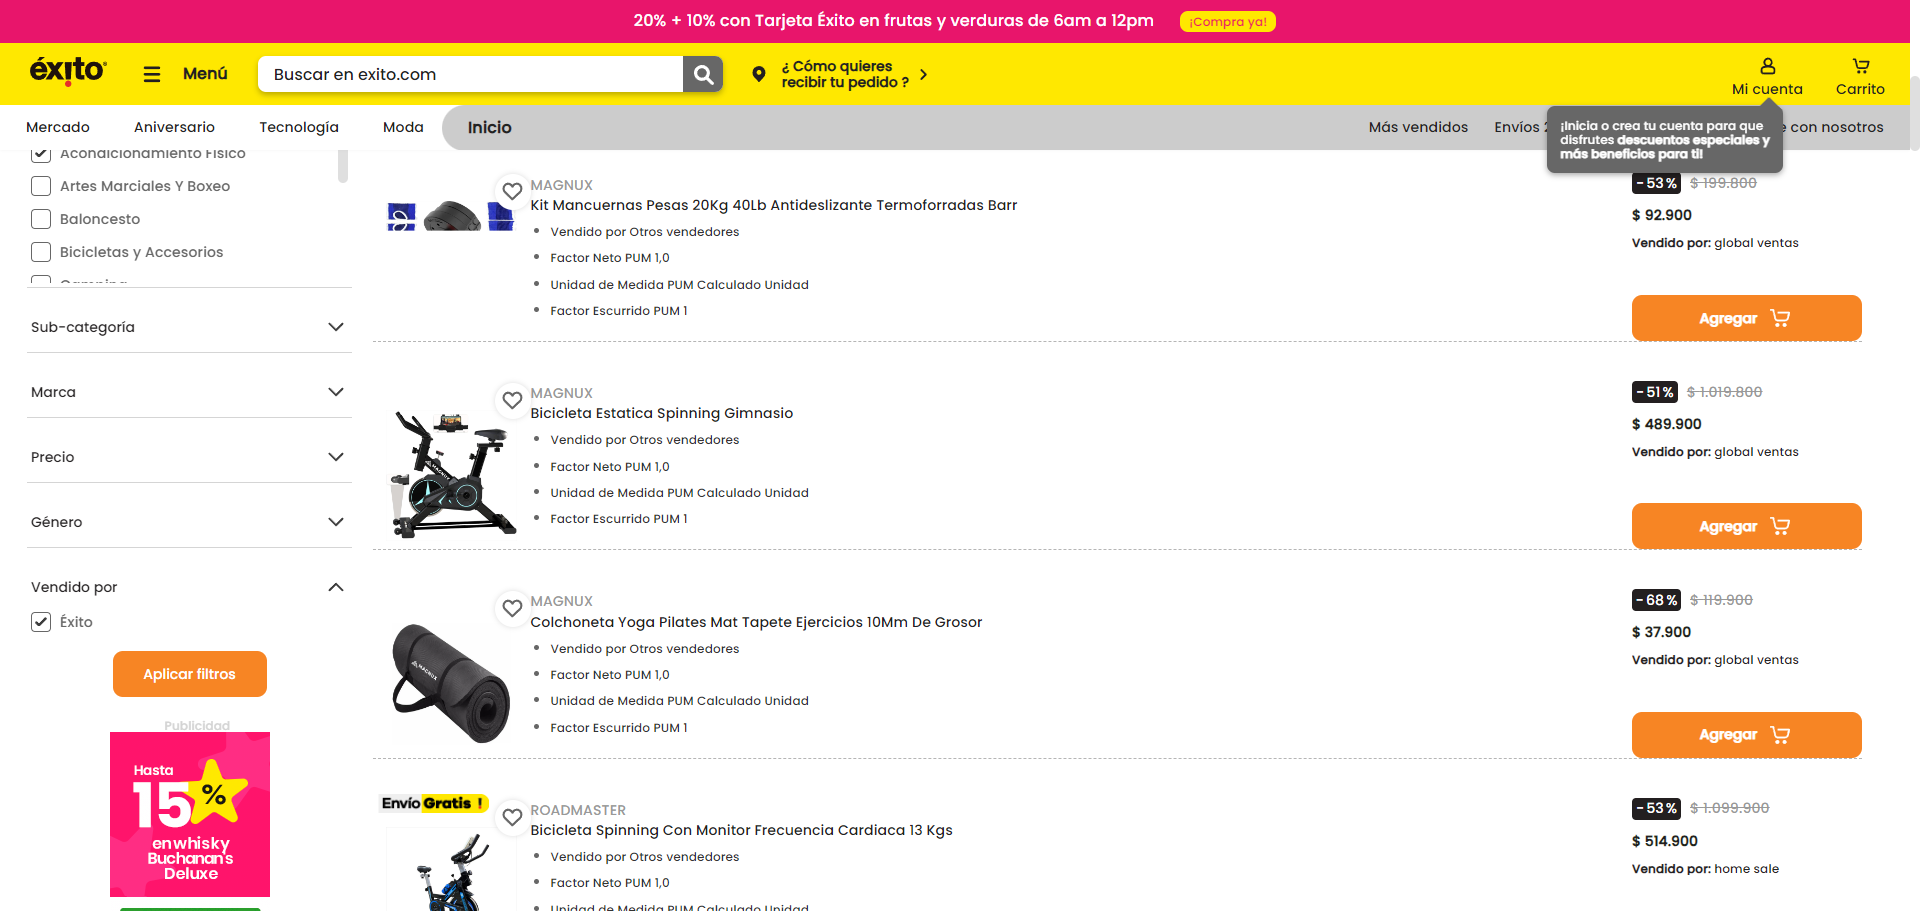 20% + 10% con Tarjeta Éxito en frutas y verduras de 6am a 12pm
¡Compra ya!
éxito
Menú
Buscar en exito.com
¿ Cómo quieres
recibir tu pedido ?
Mi cuenta
Carrito
Mercado
Aniversario
Tecnología
Moda
Inicio
Más vendidos
Envíos
con nosotros
¡Inicia o crea tu cuenta para que
disfrutes descuentos especiales y
más beneficios para ti!
Acondicionamiento Físico
Artes Marciales Y Boxeo
Baloncesto
Bicicletas y Accesorios
Sub-categoría
Marca
Precio
Género
Vendido por
Éxito
Aplicar filtros
Publicidad
Hasta
15%
en whisky
Buchanan's
Deluxe
MAGNUX
Kit Mancuernas Pesas 20Kg 40Lb Antideslizante Termoforradas Barr
Vendido por Otros vendedores
Factor Neto PUM 1,0
Unidad de Medida PUM Calculado Unidad
Factor Escurrido PUM 1
- 53 %
$ 199.800
$ 92.900
Vendido por: global ventas
Agregar
MAGNUX
Bicicleta Estatica Spinning Gimnasio
Vendido por Otros vendedores
Factor Neto PUM 1,0
Unidad de Medida PUM Calculado Unidad
Factor Escurrido PUM 1
- 51 %
$ 1.019.800
$ 489.900
Vendido por: global ventas
Agregar
MAGNUX
MAGNUX
Colchoneta Yoga Pilates Mat Tapete Ejercicios 10Mm De Grosor
Vendido por Otros vendedores
Factor Neto PUM 1,0
Unidad de Medida PUM Calculado Unidad
Factor Escurrido PUM 1
- 68 %
$ 119.900
$ 37.900
Vendido por: global ventas
Agregar
MAGNUX
Envío Gratis !
ROADMASTER
Bicicleta Spinning Con Monitor Frecuencia Cardiaca 13 Kgs
Vendido por Otros vendedores
Factor Neto PUM 1,0
Unidad de Medida PUM Calculado Unidad
- 53 %
$ 1.099.900
$ 514.900
Vendido por: home sale